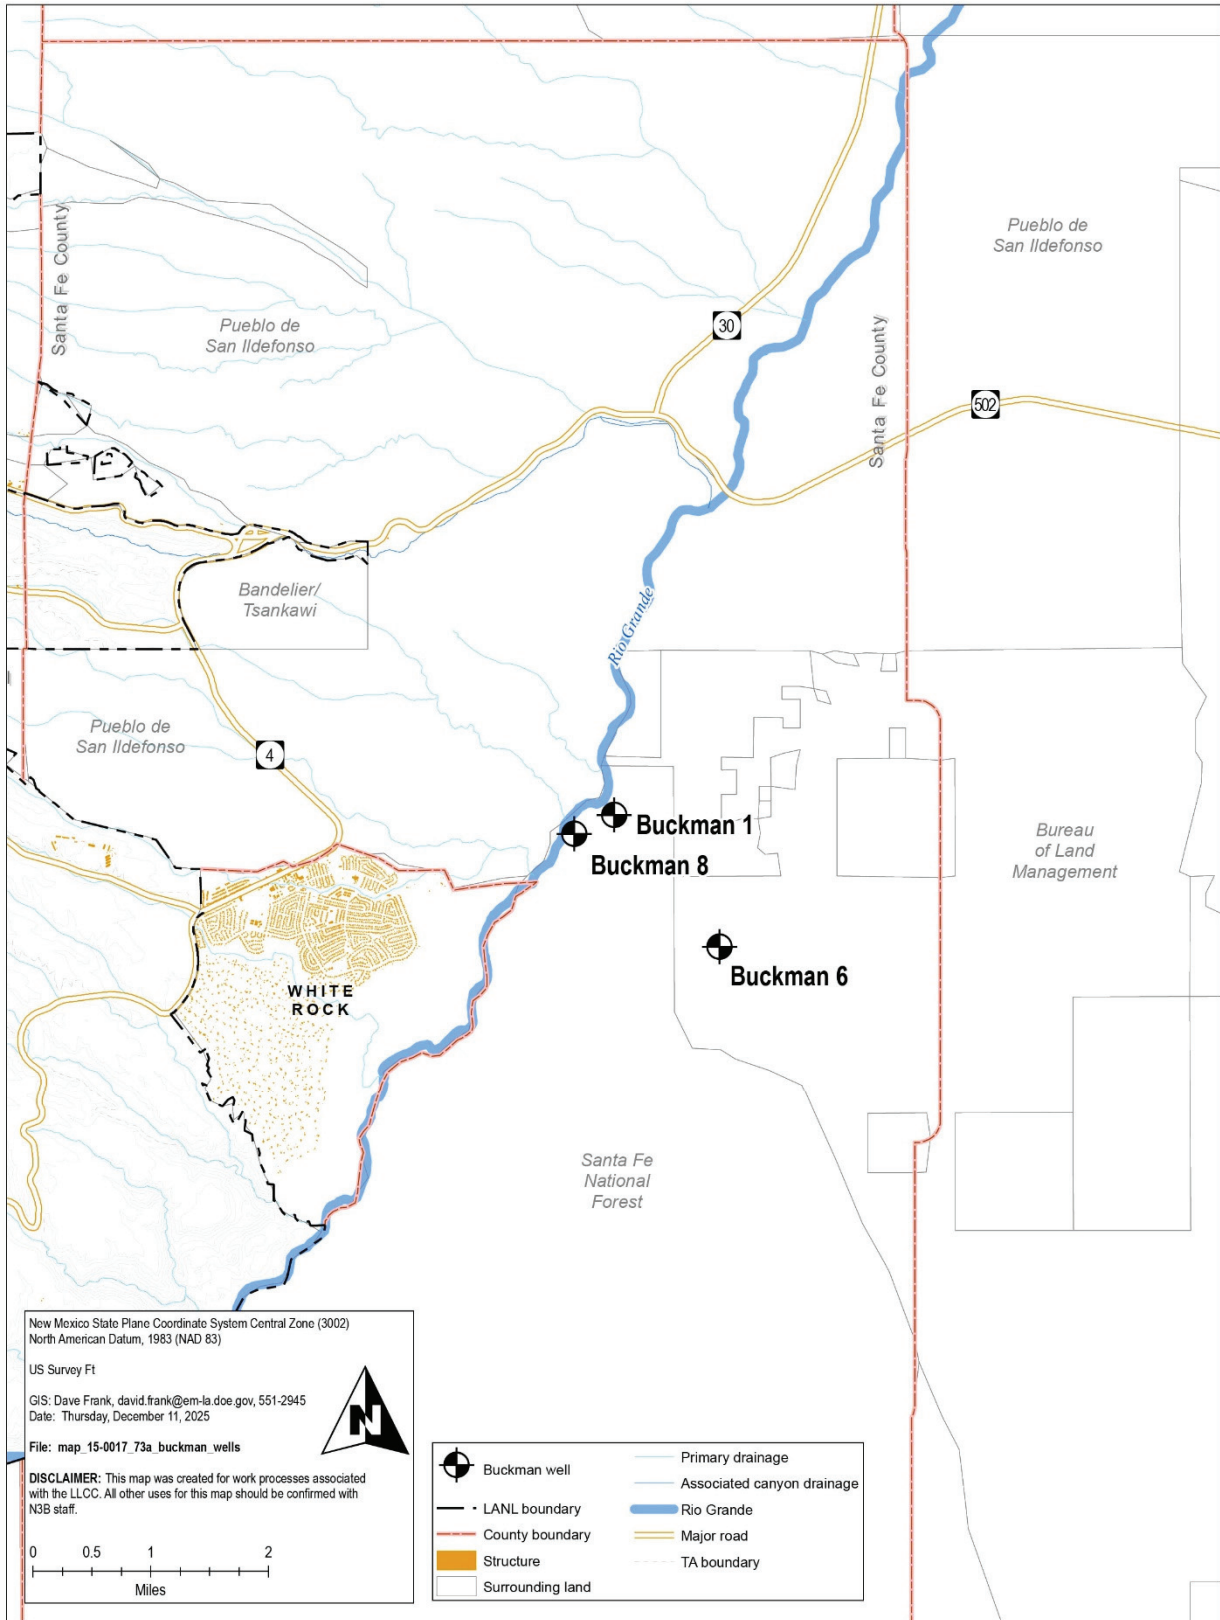 Santa Fe County
Pueblo de
San Ildefonso
Pueblo de
San Ildefonso
30
Santa Fe County
502
Bandelier/
Tsankawi
Rio Grande
Pueblo de
San Ildefonso
4
Buckman 1
Buckman 8
Bureau
of Land
Management
Buckman 6
WHITE
ROCK
Santa Fe
National
Forest
New Mexico State Plane Coordinate System Central Zone (3002)
North American Datum, 1983 (NAD 83)
US Survey Ft
GIS: Dave Frank, david.frank@em-la.doe.gov, 551-2945
Date: Thursday, December 11, 2025
N
File: map_15-0017_73a_buckman_wells
DISCLAIMER: This map was created for work processes associated
with the LLCC. All other uses for this map should be confirmed with
N3B staff.
0 0.5 1 2
Miles
Buckman well
LANL boundary
County boundary
Structure
Surrounding land
Primary drainage
Associated canyon drainage
Rio Grande
Major road
TA boundary